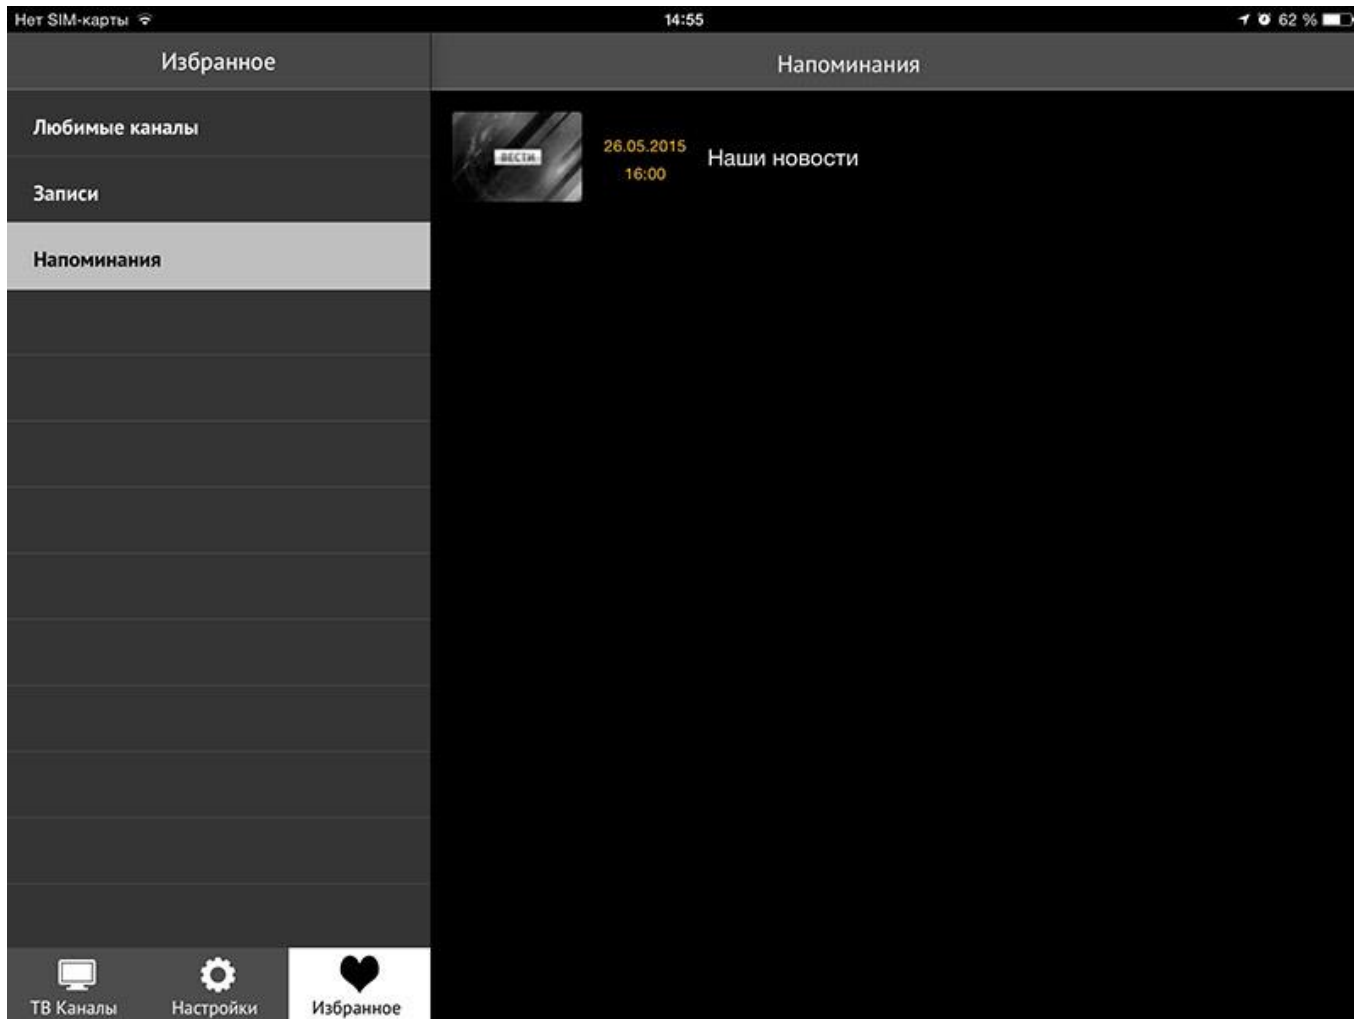 Нет SIM-карты
14:55
62 %
Избранное
Напоминания
Любимые каналы
Записи
Напоминания
ВЕСТИ
26.05.2015
16:00
Наши новости
ТВ Каналы
Настройки
Избранное